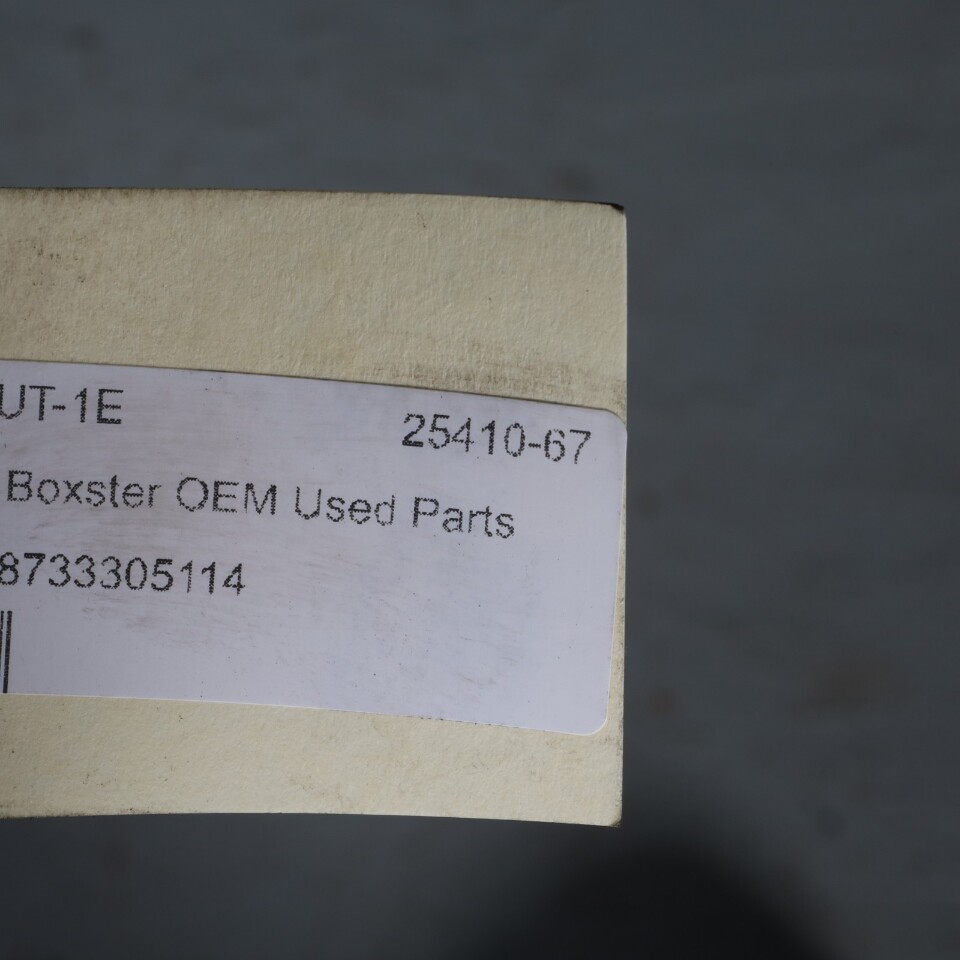 UT-1E 25410-67
Boxster OEM Used Parts
8733305114